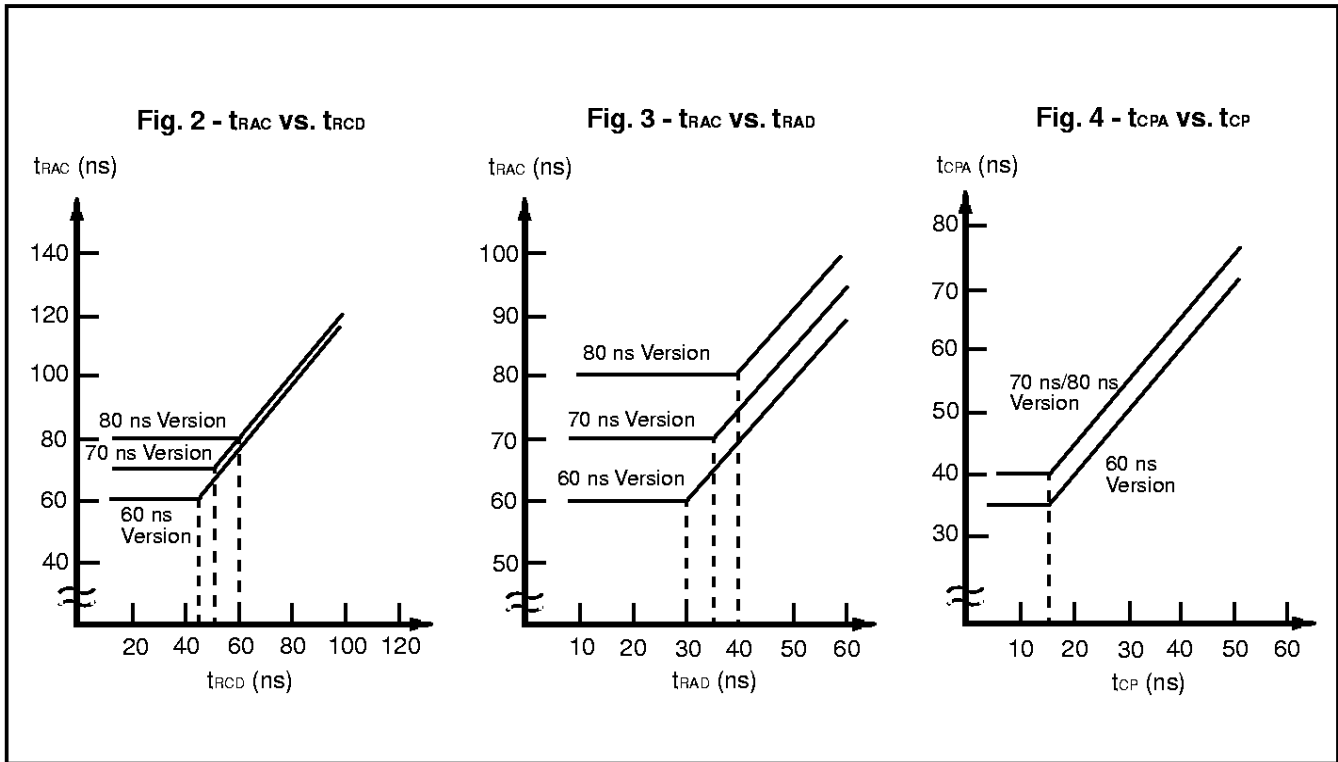 Fig. 2 - tRAC vs. tRCD
tRAC (ns)
140
120
100
80
60
40
80 ns Version
70 ns Version
60 ns
Version
20 40 60 80 100 120
tRCD (ns)
Fig. 3 - tRAC vs. tRAD
tRAC (ns)
100
90
80
70
60
50
80 ns Version
70 ns Version
60 ns Version
10 20 30 40 50 60
tRAD (ns)
Fig. 4 - tCPA vs. tCP
tCPA (ns)
80
70
60
50
40
30
70 ns/80 ns
Version
60 ns
Version
10 20 30 40 50
tCP (ns)